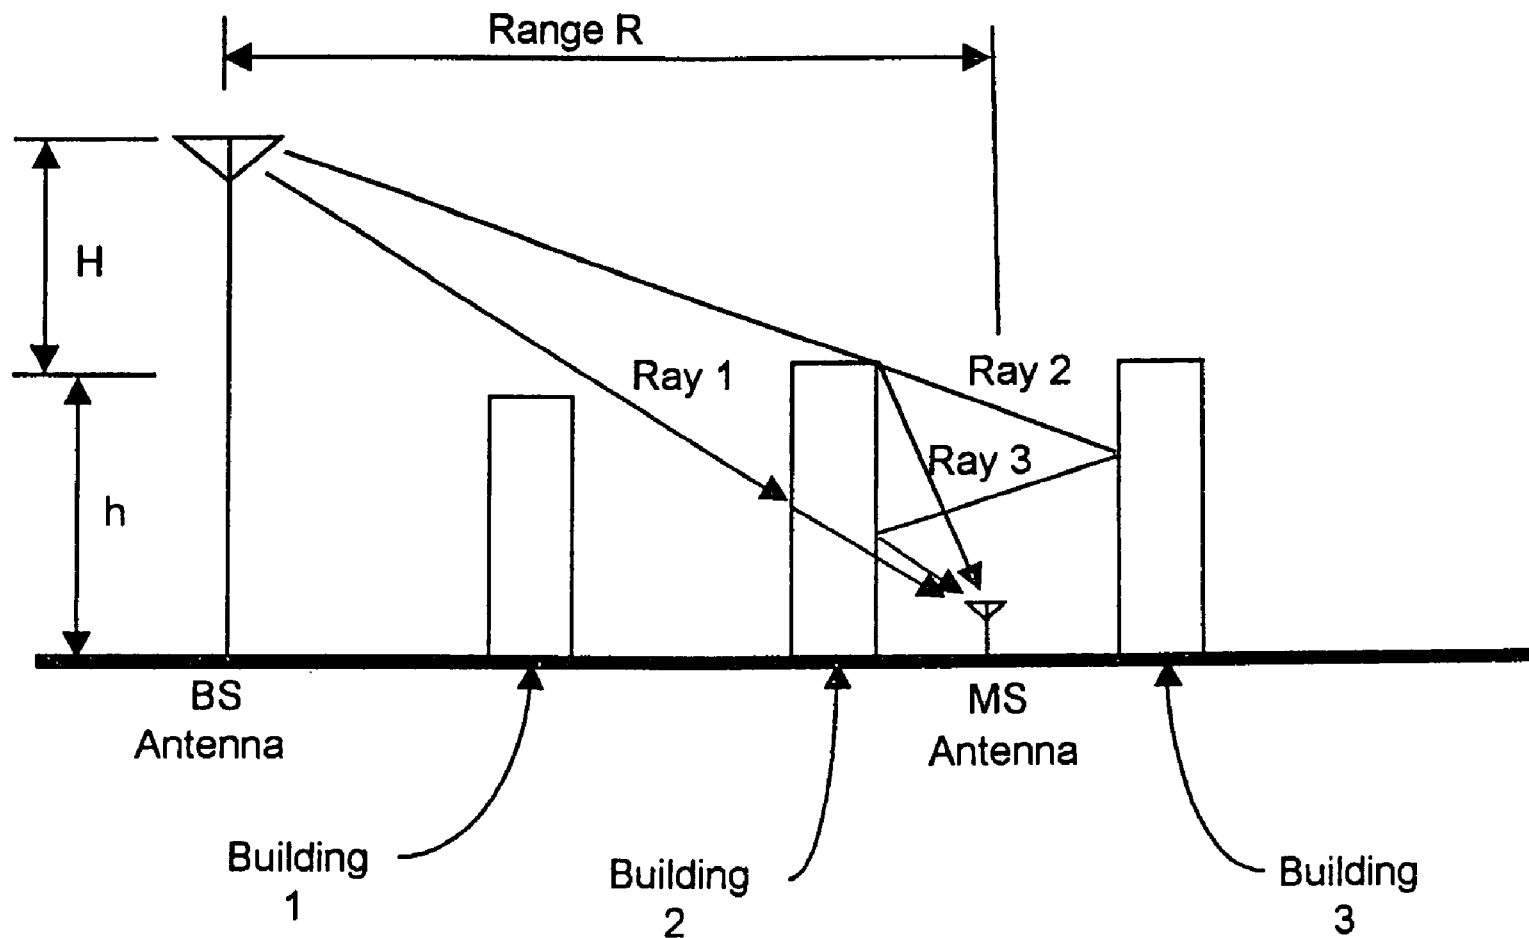 Range R
H
Ray 1
Ray 2
Ray 3
h
BS
Antenna
MS
Antenna
Building
1
Building
2
Building
3